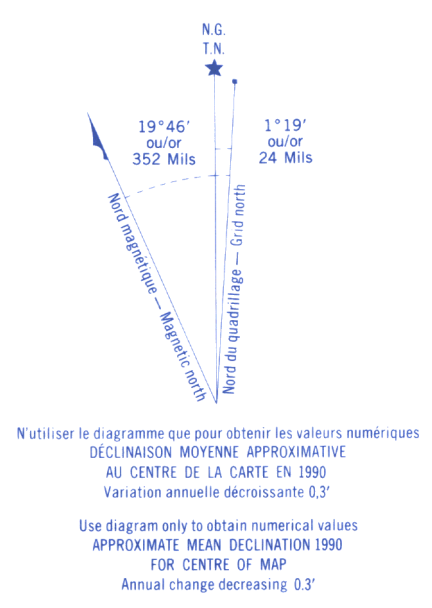 N.G.
T.N.
19°46′
ou/or
352 Mils
1°19′
ou/or
24 Mils
Nord magnétique — Magnetic north
Nord du quadrillage — Grid north
N'utiliser le diagramme que pour obtenir les valeurs numériques
DÉCLINAISON MOYENNE APPROXIMATIVE
AU CENTRE DE LA CARTE EN 1990
Variation annuelle décroissante 0,3′
Use diagram only to obtain numerical values
APPROXIMATE MEAN DECLINATION 1990
FOR CENTRE OF MAP
Annual change decreasing 0.3′